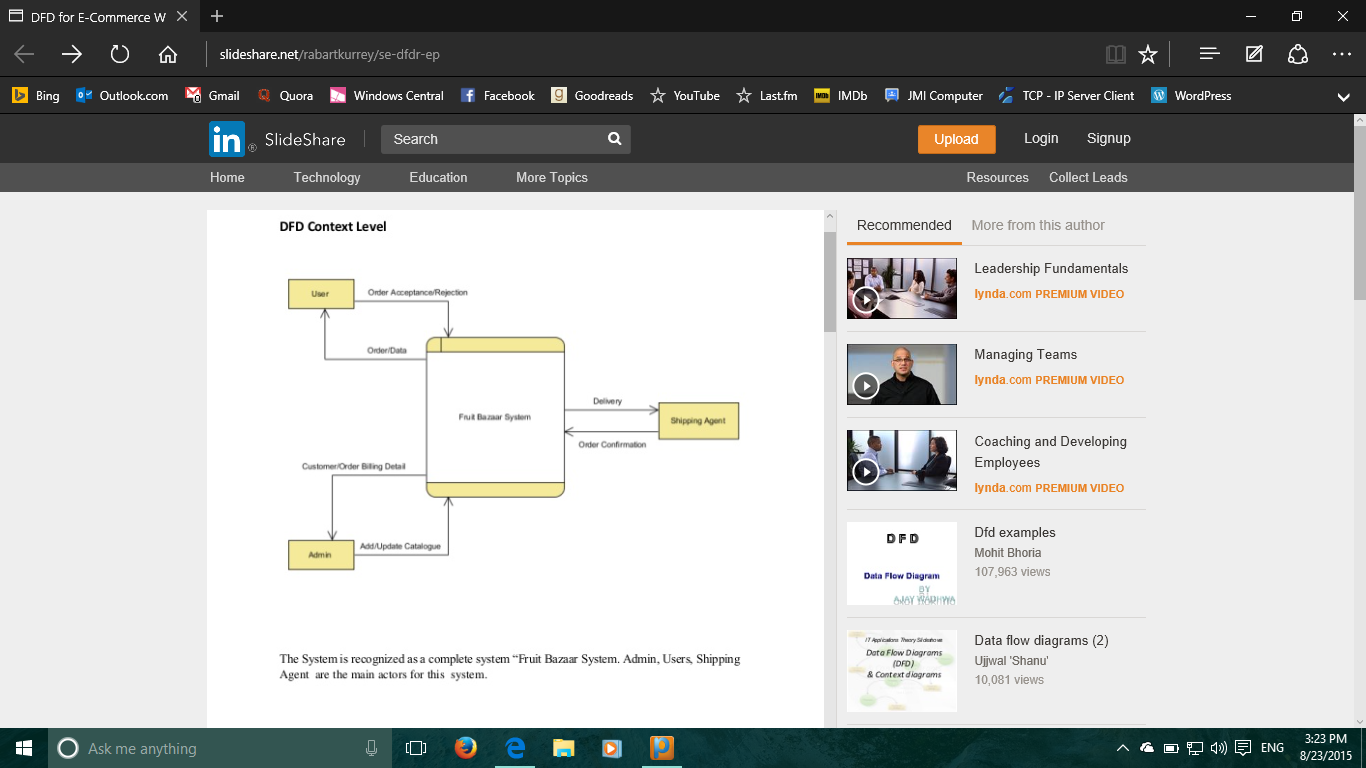 DFD for E-Commerce W
slideshare.net/rabartkurrey/se-dfdr-ep
Bing Outlook.com Gmail Quora Windows Central Facebook Goodreads YouTube Last.fm IMDb JMI Computer TCP - IP Server Client WordPress
in ® SlideShare Search Upload Login Signup
Home Technology Education More Topics Resources Collect Leads
DFD Context Level
User
Order Acceptance/Rejection
Order/Data
Fruit Bazaar System
Delivery
Shipping Agent
Order Confirmation
Customer/Order Billing Detail
Admin
Add/Update Catalogue
The System is recognized as a complete system “Fruit Bazaar System. Admin, Users, Shipping
Agent are the main actors for this system.
Recommended More from this author
Leadership Fundamentals
lynda.com PREMIUM VIDEO
Managing Teams
lynda.com PREMIUM VIDEO
Coaching and Developing
Employees
lynda.com PREMIUM VIDEO
DFD
Data Flow Diagram
BY
AJAY WADHWA
Dfd examples
Mohit Bhoria
107,963 views
IT Applications Theory Slideshows
Data Flow Diagrams
(DFD)
& Context diagrams
Data flow diagrams (2)
Ujjwal 'Shanu'
10,081 views
Ask me anything
ENG
3:23 PM
8/23/2015